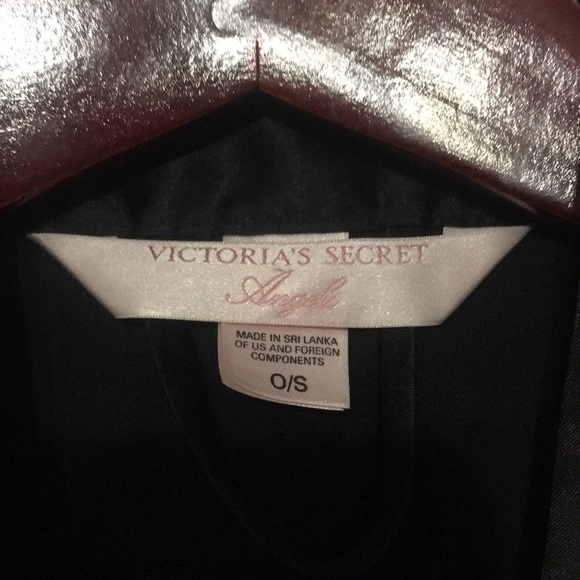 VICTORIA'S SECRET
Angels
MADE IN SRI LANKA
OF US AND FOREIGN
COMPONENTS
O/S